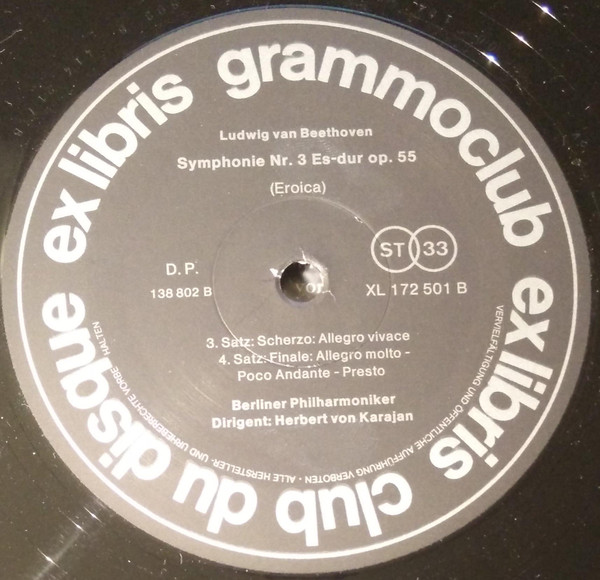 ex libris grammoclub
ex libris club du disque
Ludwig van Beethoven
Symphonie Nr. 3 Es-dur op. 55
(Eroica)
ST 33
D. P.
138 802 B
XL 172 501 B
3. Satz: Scherzo: Allegro vivace
4. Satz: Finale: Allegro molto -
Poco Andante - Presto
Berliner Philharmoniker
Dirigent: Herbert von Karajan
VERVIELFÄLTIGUNG UND ÖFFENTLICHE AUFFÜHRUNG VERBOTEN · ALLE HERSTELLER- UND URHEBERRECHTE VORBEHALTEN